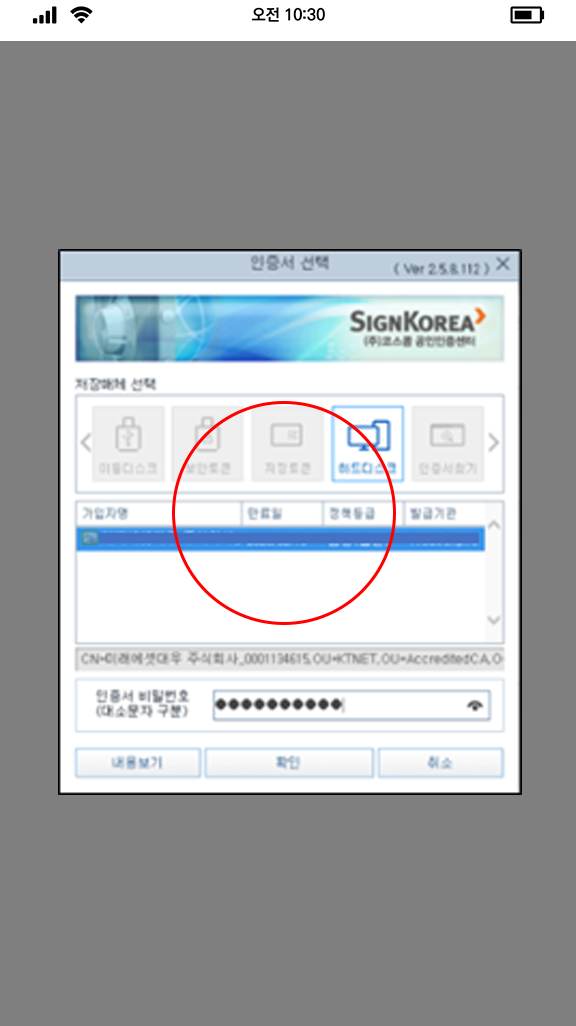 오전 10:30
인증서 선택 ( Ver 2.5.8.112 )
SIGNKOREA
(주)코스콤 공인인증센터
저장매체 선택
이동디스크 보안토큰 저장토큰 하드디스크 인증서찾기
가입자명 만료일 정책등급 발급기관
CN=미래에셋대우 주식회사_0001134615,OU=KTNET,OU=AccreditedCA,O
인증서 비밀번호
(대소문자 구분)
내용보기 확인 취소